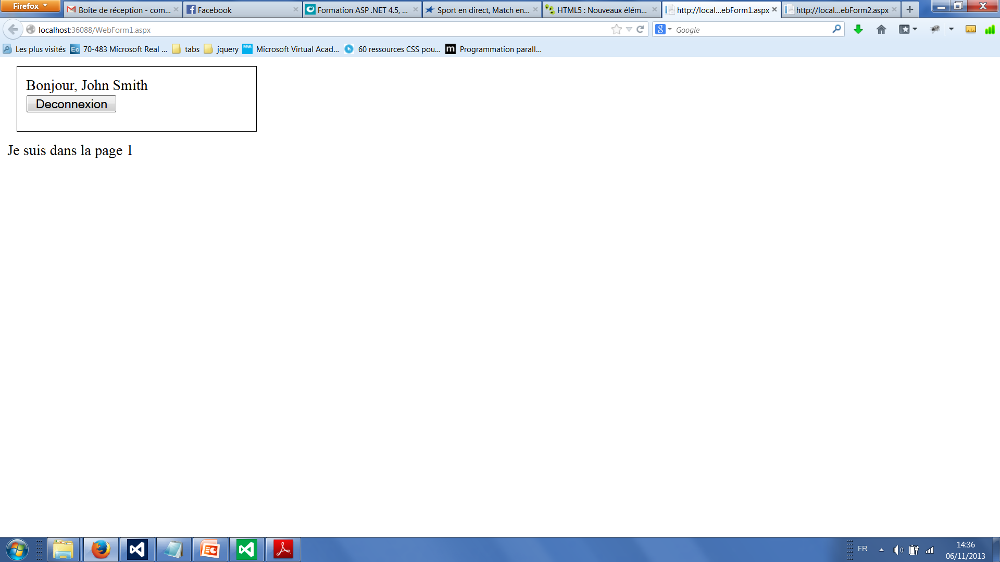 Firefox
Boîte de réception - com...
Facebook
Formation ASP .NET 4.5, ...
Sport en direct, Match en...
HTML5 : Nouveaux élém...
http://local...ebForm1.aspx
http://local...ebForm2.aspx
localhost:36088/WebForm1.aspx
Google
Les plus visités
Ec 70-483 Microsoft Real ...
tabs
jquery
MVA Microsoft Virtual Acad...
60 ressources CSS pou...
m Programmation parall...
Bonjour, John Smith
Deconnexion
Je suis dans la page 1
FR
14:36
06/11/2013